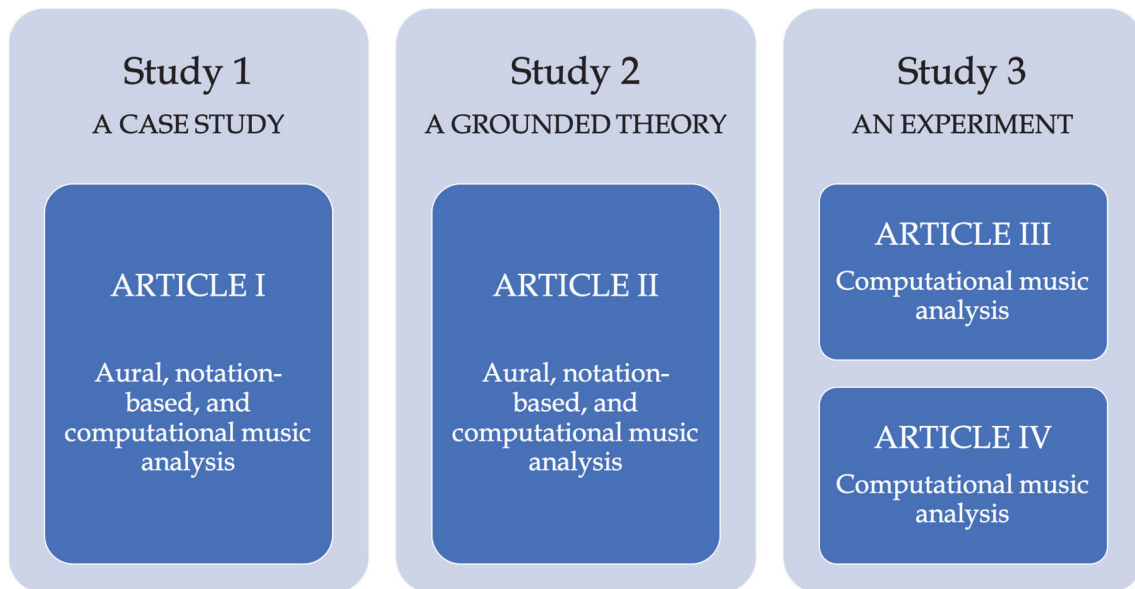 Study 1
A CASE STUDY
ARTICLE I
Aural, notation-
based, and
computational music
analysis
Study 2
A GROUNDED THEORY
ARTICLE II
Aural, notation-
based, and
computational music
analysis
Study 3
AN EXPERIMENT
ARTICLE III
Computational music
analysis
ARTICLE IV
Computational music
analysis